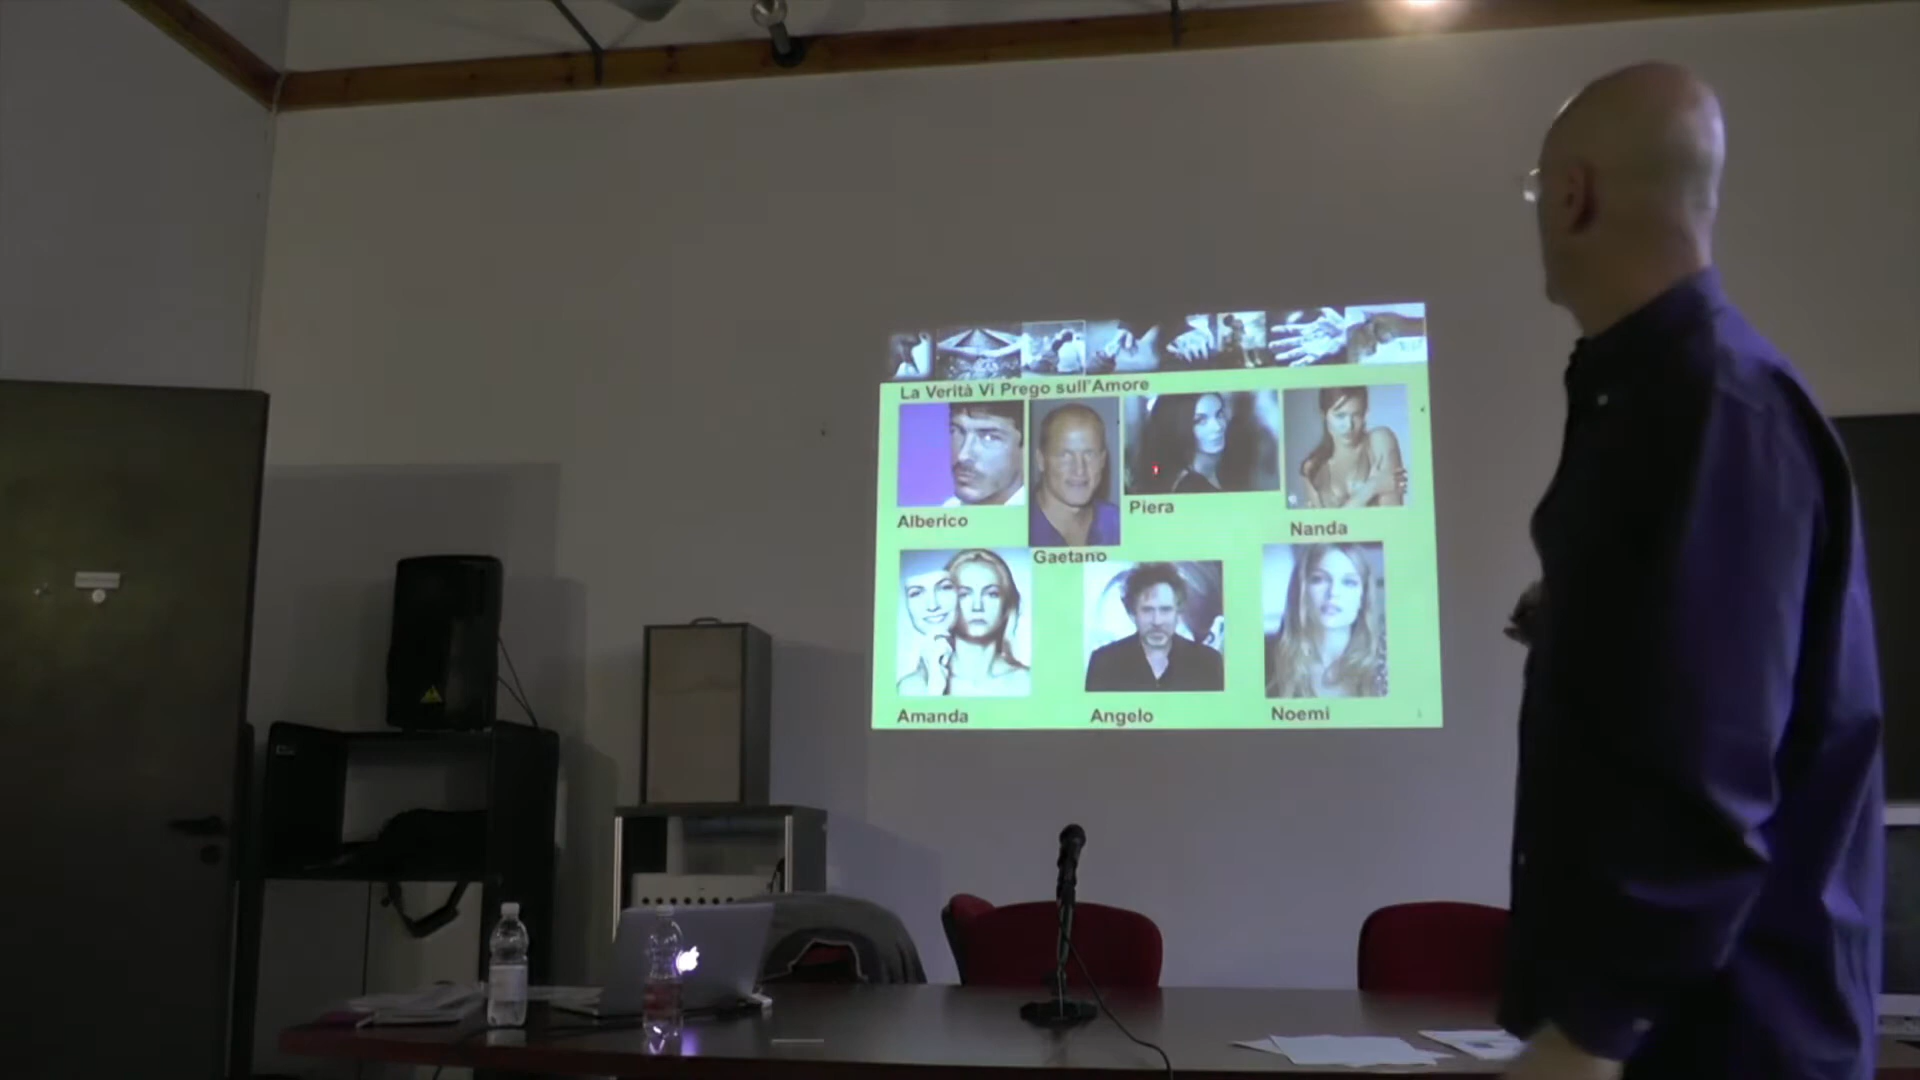 La Verità Vi Prego sull'Amore
Alberico
Gaetano
Piera
Nanda
Amanda
Angelo
Noemi